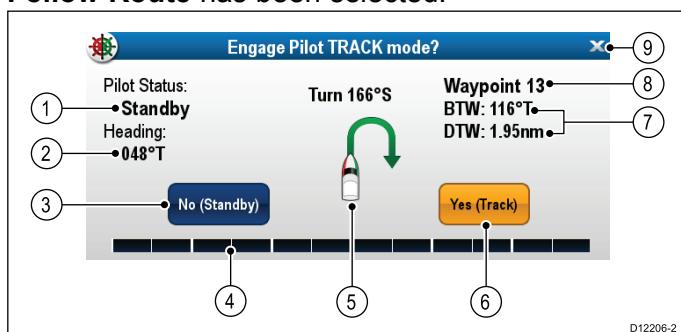 Follow Route has been selected.
Engage Pilot TRACK mode?
9
Pilot Status:
Standby
Heading:
048°T
1
2
Turn 166°S
Waypoint 13
BTW: 116°T
DTW: 1.95nm
8
7
3
No (Standby)
Yes (Track)
4
5
6
D12206-2